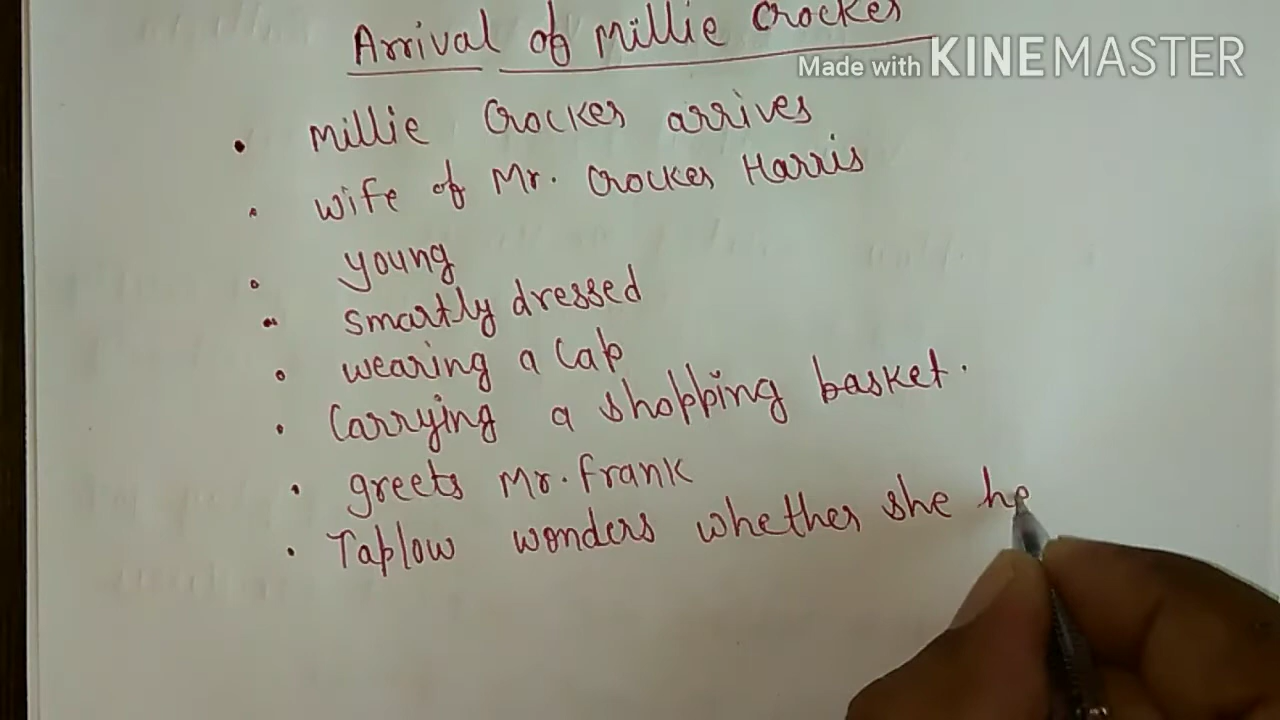 Arrival of Millie Crocker
Made with KINEMASTER
• Millie Crocker arrives
• wife of Mr. Crocker Harris
• young
• smartly dressed
• wearing a Cap
• Carrying a shopping basket.
• greets Mr. Frank
• Taplow wonders whether she he